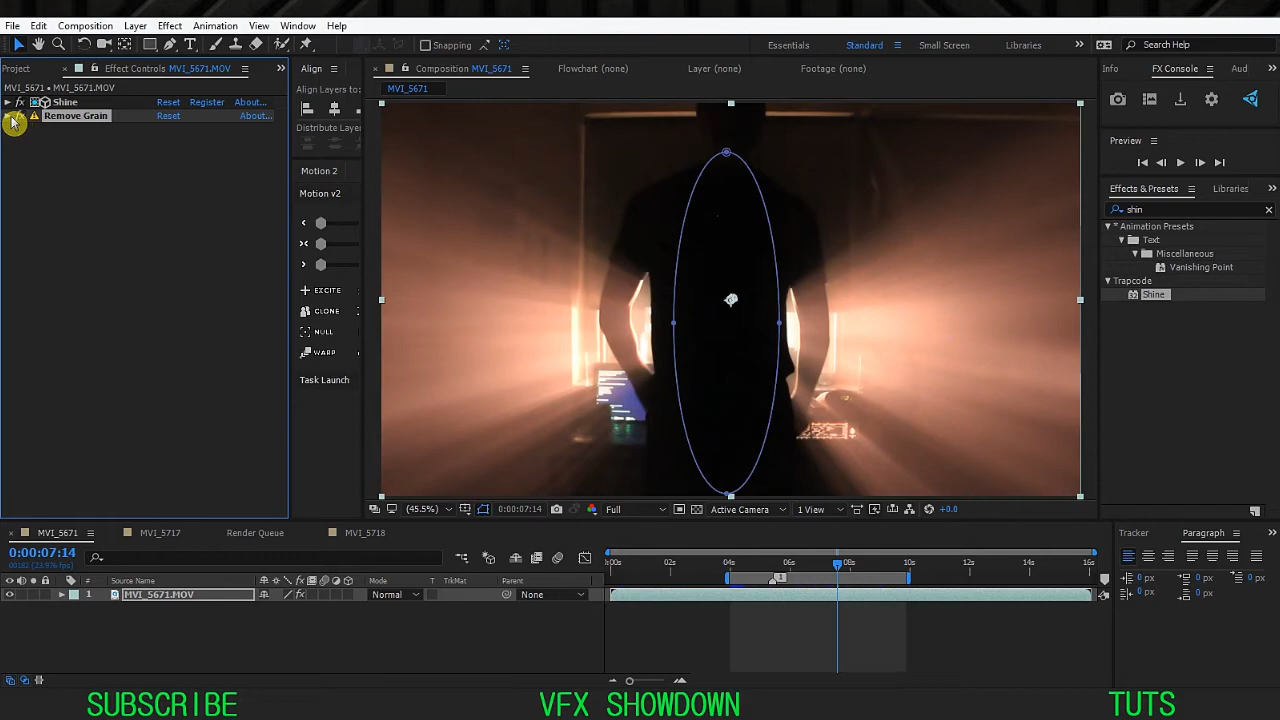 File Edit Composition Layer Effect Animation View Window Help
Snapping Essentials Standard Small Screen Libraries Search Help
Project Effect Controls MVI_5671.MOV
MVI_5671 • MVI_5671.MOV
fx Shine Reset Register About...
Remove Grain Reset About...
Align
Align Layers to:
Distribute Layers
Motion 2
Motion v2
EXCITE
CLONE
NULL
WARP
Task Launch
Composition MVI_5671 Flowchart (none) Layer (none) Footage (none)
MVI_5671
(45.5%) 0:00:07:14 Full Active Camera 1 View +0.0
Info FX Console Aud
Preview
Effects & Presets Libraries
shin
* Animation Presets
Text
Miscellaneous
Vanishing Point
Trapcode
Shine
MVI_5671 MVI_5717 Render Queue MVI_5718
0:00:07:14
00182 (23.976 fps)
# Source Name Mode T TrkMat Parent
1 MVI_5671.MOV Normal None
:00s 02s 04s 06s 08s 10s 12s 14s 16s
1
Tracker Paragraph
0 px 0 px 0 px
0 px 0 px
SUBSCRIBE VFX SHOWDOWN TUTS